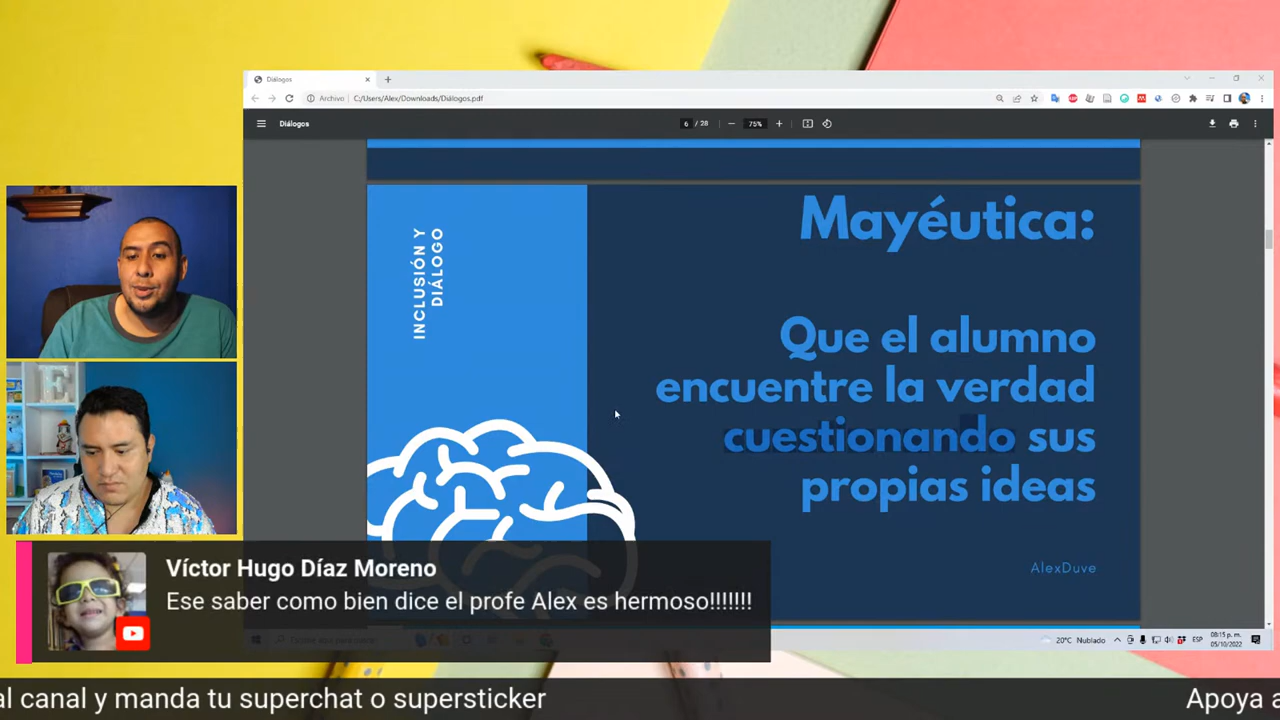 Diálogos
Archivo
C:/Users/Alex/Downloads/Diálogos.pdf
Diálogos
6 / 28
75%
INCLUSIÓN Y
DIÁLOGO
Mayéutica:
Que el alumno
encuentre la verdad
cuestionando sus
propias ideas
AlexDuve
Víctor Hugo Díaz Moreno
Ese saber como bien dice el profe Alex es hermoso!!!!!!!
20°C Nublado
ESP
08:15 p. m.
05/10/2022
al canal y manda tu superchat o supersticker
Apoya a